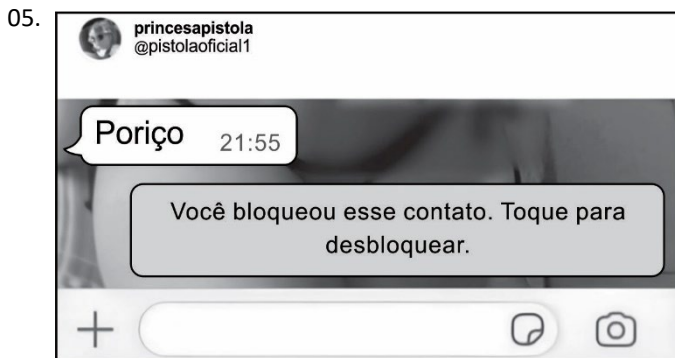 05.
princesapistola
@pistolaoficial1
Poriço 21:55
Você bloqueou esse contato. Toque para
desbloquear.